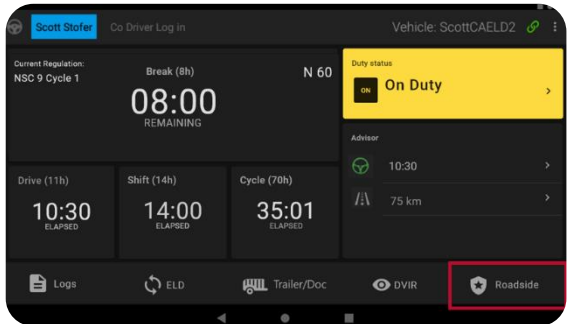 Scott Stofer
Co Driver Log in
Vehicle: ScottCAELD2
Current Regulation:
NSC 9 Cycle 1
Break (8h)
N 60
08:00
REMAINING
Duty status
ON
On Duty
Advisor
10:30
75 km
Drive (11h)
10:30
ELAPSED
Shift (14h)
14:00
ELAPSED
Cycle (70h)
35:01
ELAPSED
Logs
ELD
Trailer/Doc
DVIR
Roadside